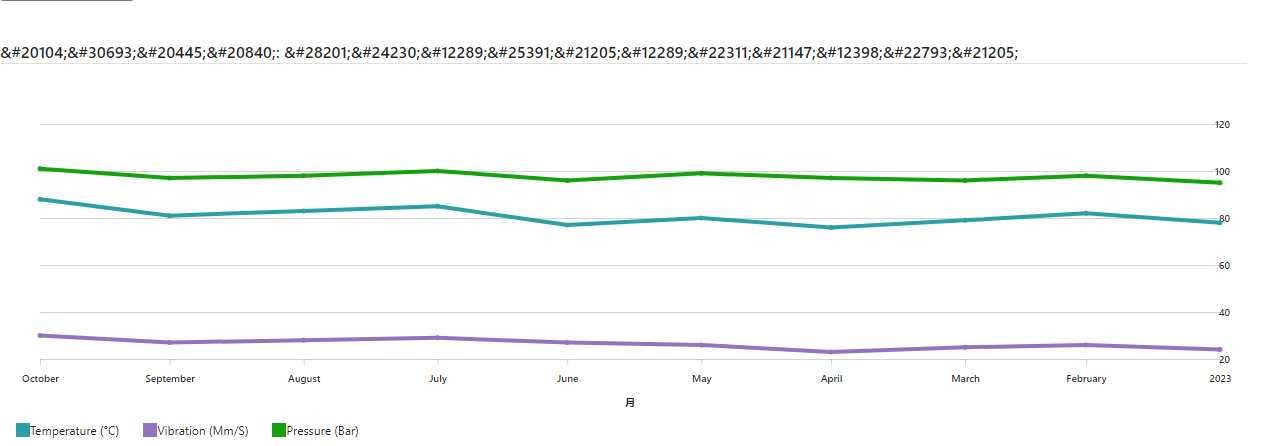 &#20104;&#30693;&#20445;&#20840;: &#28201;&#24230;&#12289;&#25391;&#21205;&#12289;&#22311;&#21147;&#12398;&#22793;&#21205;
120
100
80
60
40
20
October September August July June May April March February 2023
月
Temperature (°C) Vibration (Mm/S) Pressure (Bar)